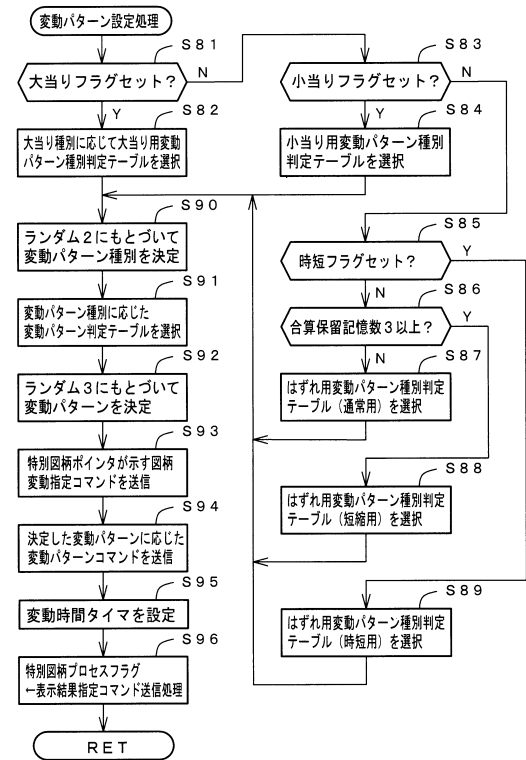 変動パターン設定処理
S81
大当りフラグセット?
N
Y
S82
大当り種別に応じて大当り用変動
パターン種別判定テーブルを選択
S83
小当りフラグセット?
N
Y
S84
小当り用変動パターン種別
判定テーブルを選択
S85
時短フラグセット?
Y
N
S86
合算保留記憶数3以上?
Y
N
S87
はずれ用変動パターン種別判定
テーブル(通常用)を選択
S88
はずれ用変動パターン種別判定
テーブル(短縮用)を選択
S89
はずれ用変動パターン種別判定
テーブル(時短用)を選択
S90
ランダム2にもとづいて
変動パターン種別を決定
S91
変動パターン種別に応じた
変動パターン判定テーブルを選択
S92
ランダム3にもとづいて
変動パターンを決定
S93
特別図柄ポインタが示す図柄
変動指定コマンドを送信
S94
決定した変動パターンに応じた
変動パターンコマンドを送信
S95
変動時間タイマを設定
S96
特別図柄プロセスフラグ
←表示結果指定コマンド送信処理
RET